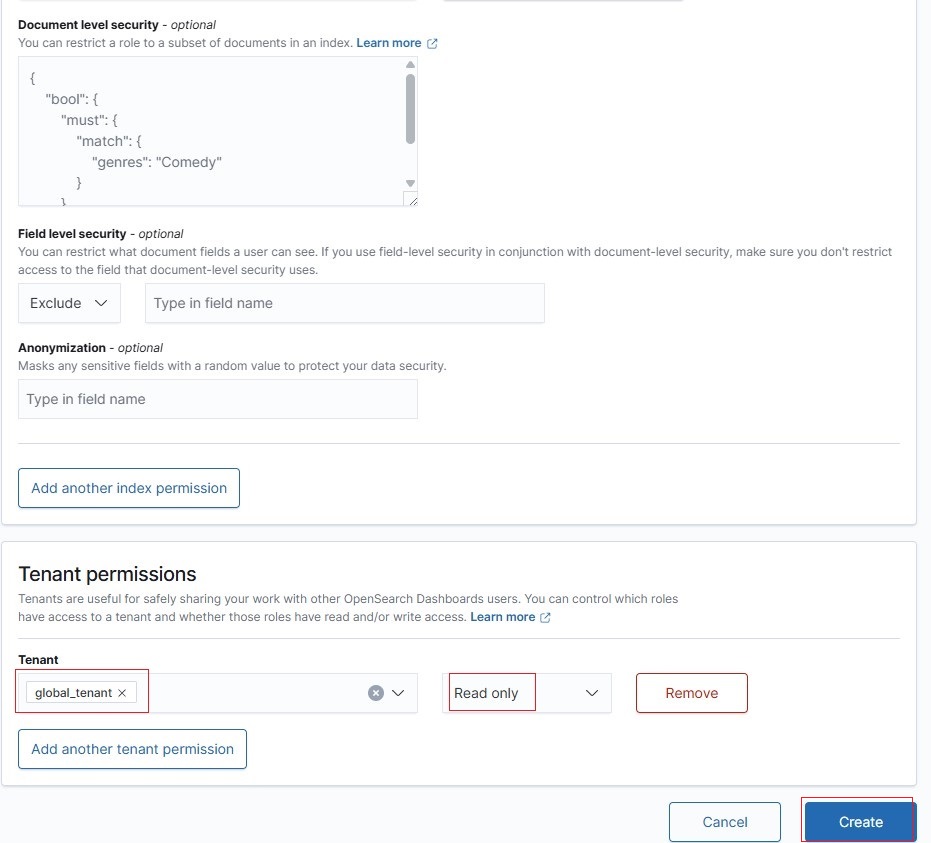 Document level security - optional
You can restrict a role to a subset of documents in an index. Learn more
{
"bool": {
"must": {
"match": {
"genres": "Comedy"
}
}
Field level security - optional
You can restrict what document fields a user can see. If you use field-level security in conjunction with document-level security, make sure you don't restrict
access to the field that document-level security uses.
Exclude Type in field name
Anonymization - optional
Masks any sensitive fields with a random value to protect your data security.
Type in field name
Add another index permission
Tenant permissions
Tenants are useful for safely sharing your work with other OpenSearch Dashboards users. You can control which roles
have access to a tenant and whether those roles have read and/or write access. Learn more
Tenant
global_tenant Read only Remove
Add another tenant permission
Cancel Create